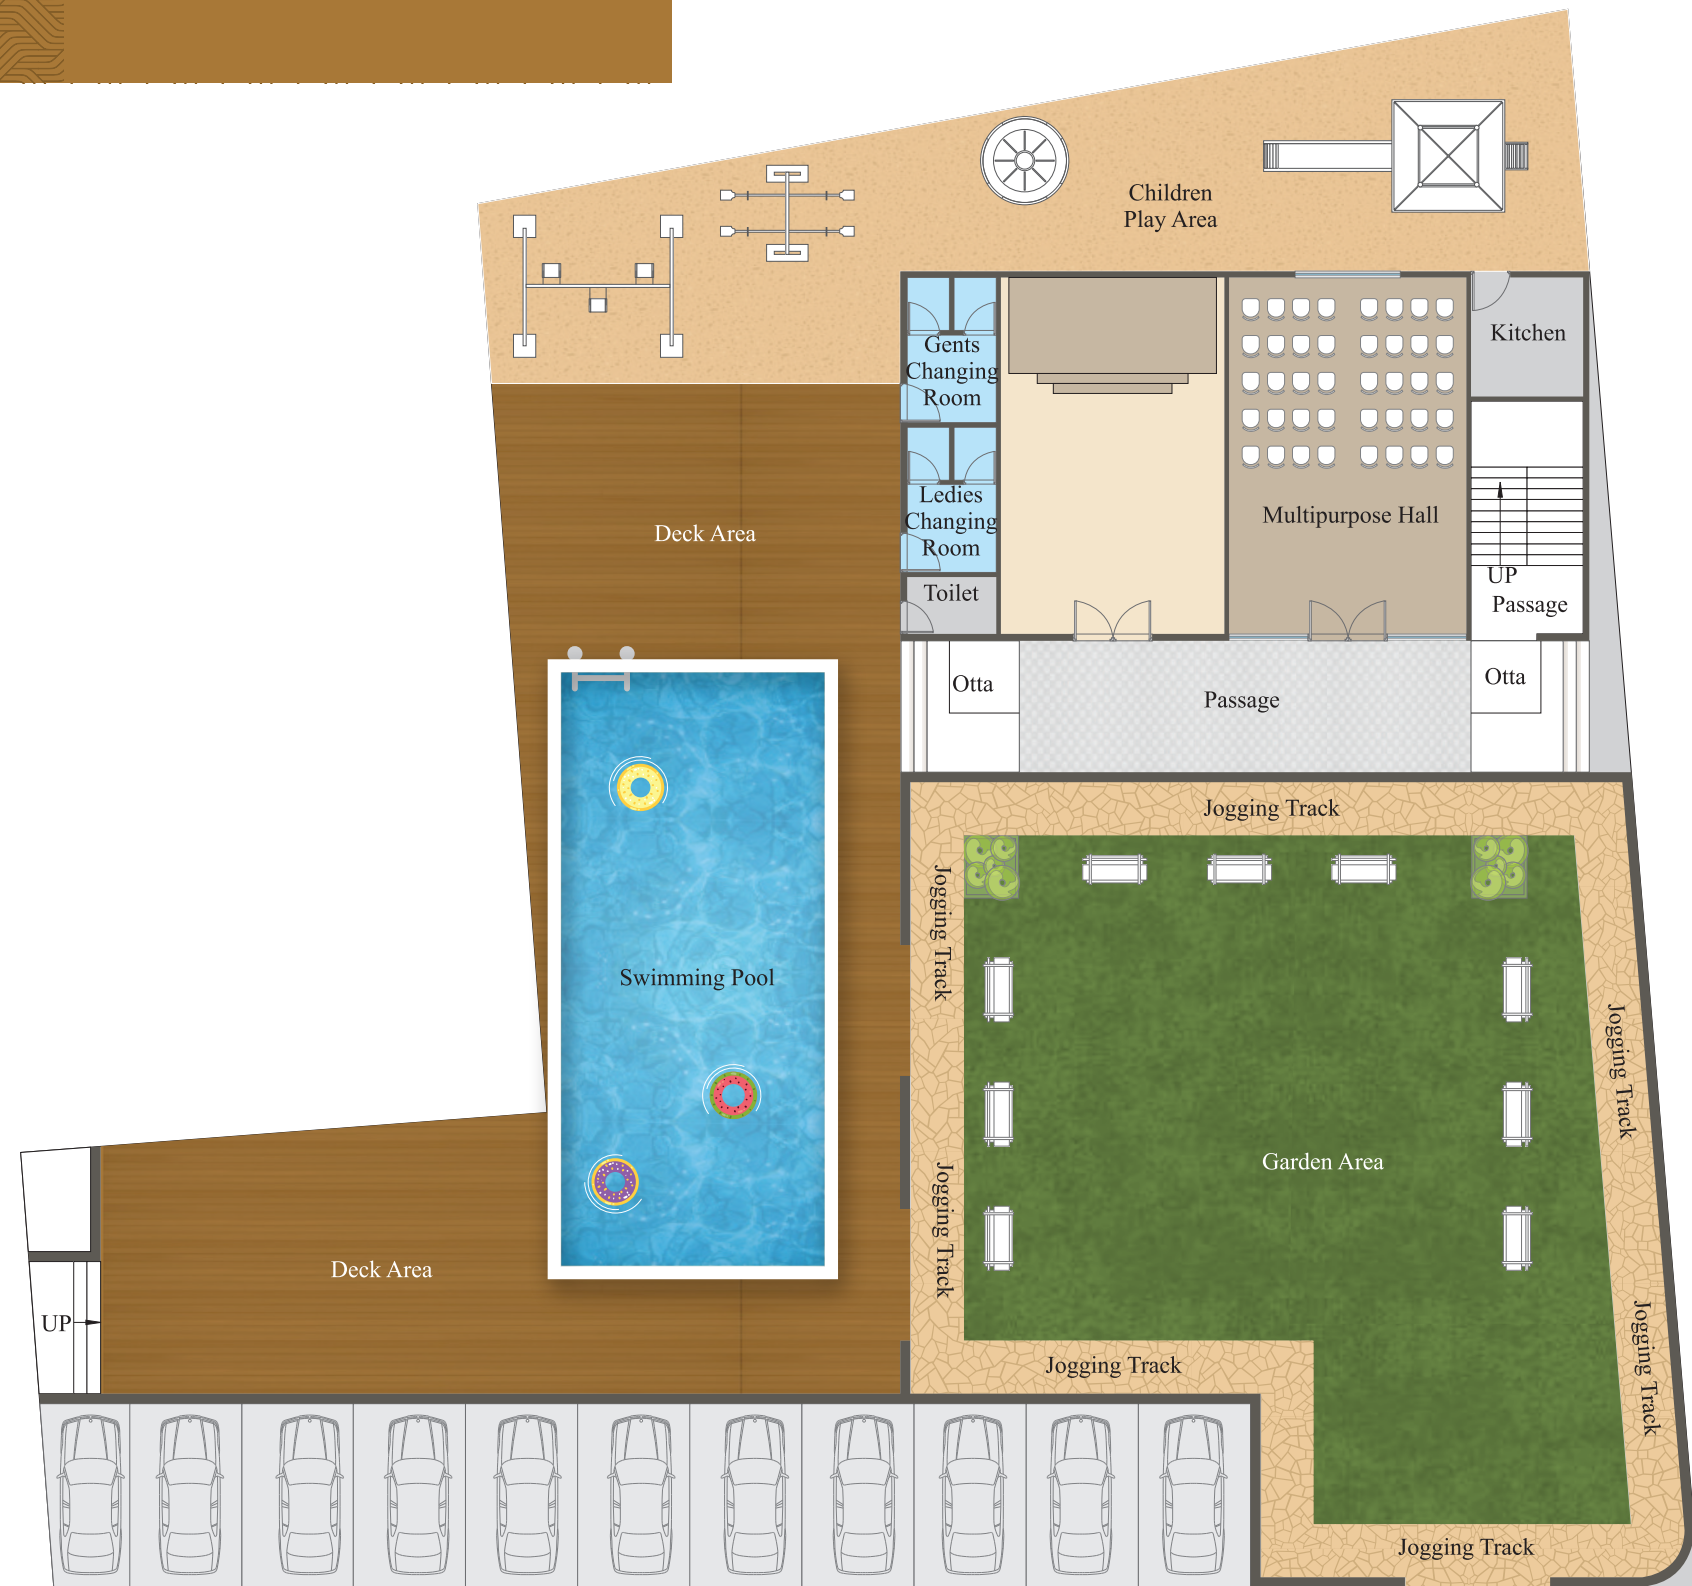 Children
Play Area
Gents
Changing
Room
Kitchen
Ledies
Changing
Room
Deck Area
Multipurpose Hall
UP
Passage
Toilet
Otta
Passage
Otta
Jogging Track
Jogging Track
Swimming Pool
Jogging Track
Garden Area
Jogging Track
Deck Area
UP
Jogging Track
Jogging Track
Jogging Track